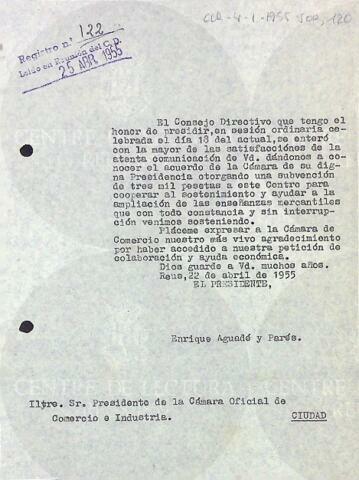 CCR-4-1-1955
Registro n.º 122
Leído en Reunión del C.D.
25 ABR 1955
El Consejo Directivo que tengo el
honor de presidir,en sesión ordinaria ce-
lebrada el día 18 del actual,se enteró
con la mayor de las satisfacciones de la
atenta comunicación de Vd. dándonos a co-
nocer el acuerdo de la Cámara de su dig-
na Presidencia otorgando una subvención
de tres mil pesetas a este Centro para
cooperar al sostenimiento y ayudar a la
ampliación de las enseñanzas mercantiles
que con todo constancia y sin interrup-
ción venimos sosteniendo.
Pláceme expresar a la Cámara de
Comercio nuestro más vivo agradecimiento
por haber accedido a nuestra petición de
colaboración y ayuda económica.
Dios guarde a Vd. muchos años.
Reus,22 de abril de 1955
EL PRESIDENTE,
Enrique Aguadé y Parés.
Iltre. Sr. Presidente de la Cámara Oficial de
Comercio e Industria.
CIUDAD
CENTRE DE LECTURA